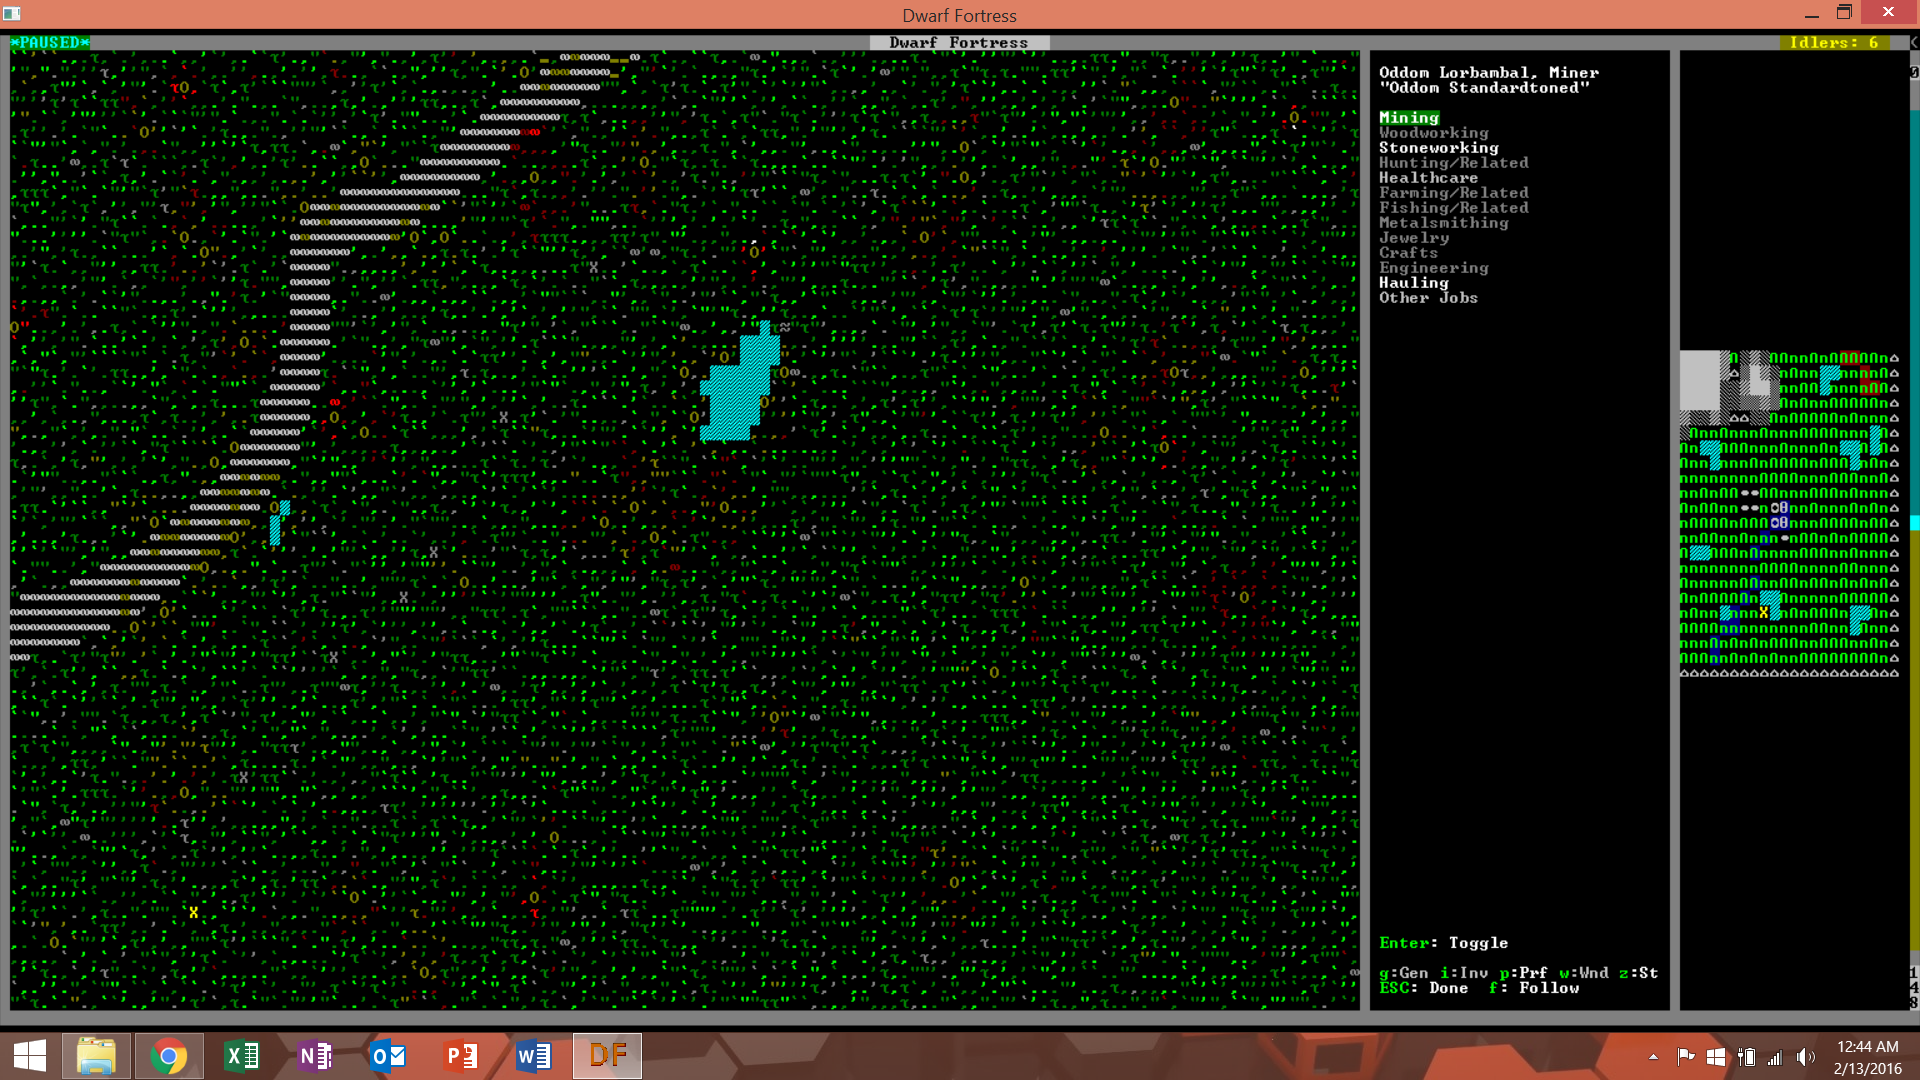 Dwarf Fortress
*PAUSED*
Dwarf Fortress
Idlers: 6
Oddom Lorbambal, Miner
"Oddom Standardtoned"
Mining
Woodworking
Stoneworking
Hunting/Related
Healthcare
Farming/Related
Fishing/Related
Metalsmithing
Jewelry
Crafts
Engineering
Hauling
Other Jobs
Enter: Toggle
g:Gen i:Inv p:Prf w:Wnd z:St
ESC: Done f: Follow
DF
12:44 AM
2/13/2016